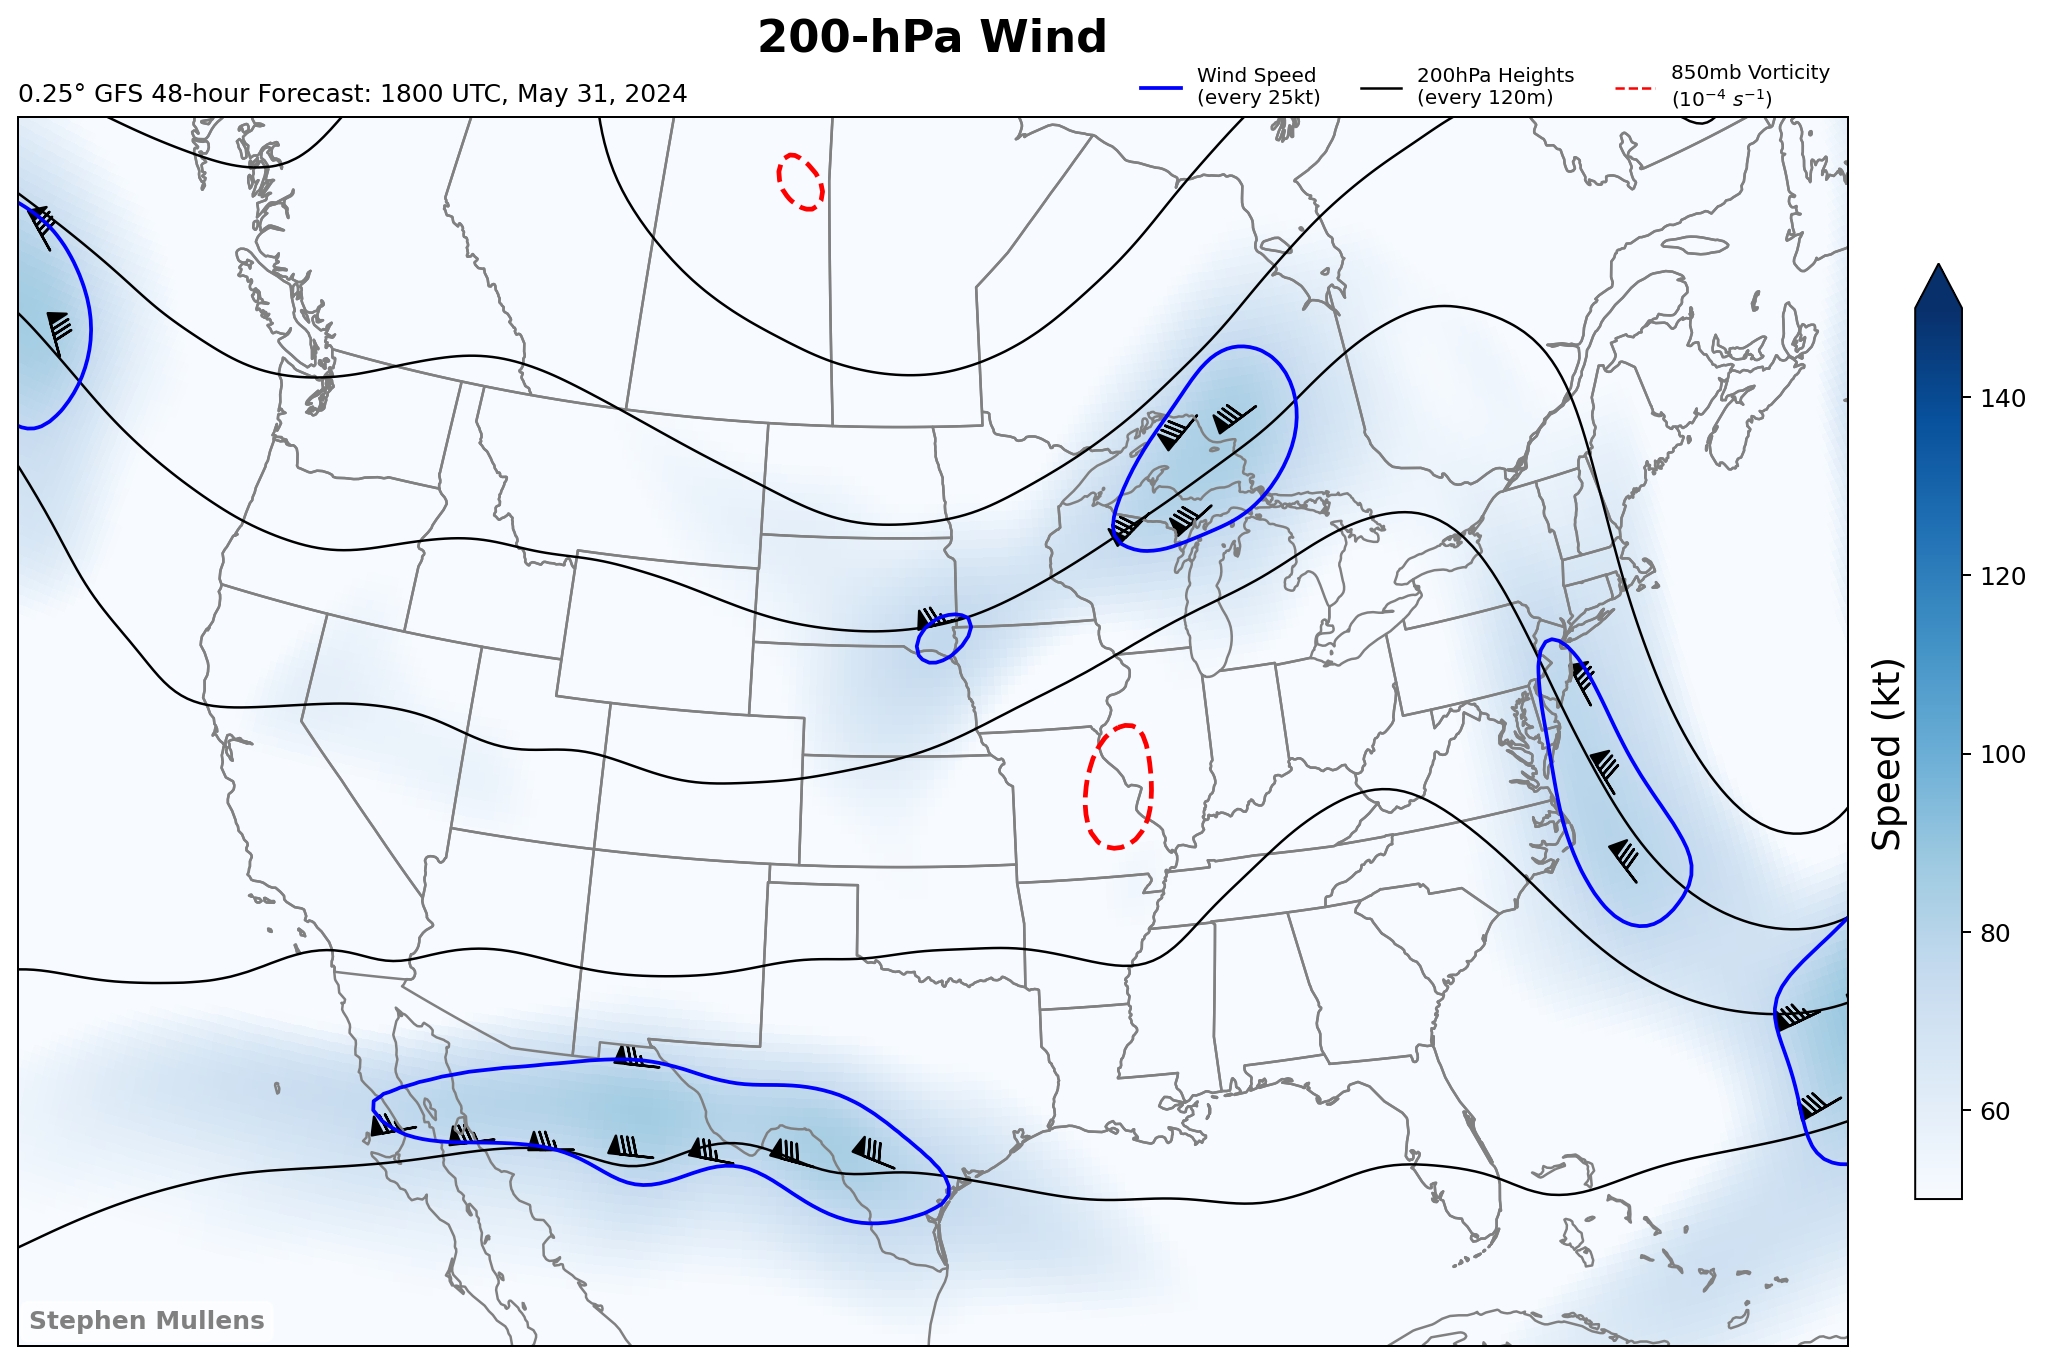 200-hPa Wind
0.25° GFS 48-hour Forecast: 1800 UTC, May 31, 2024
Wind Speed
(every 25kt)
200hPa Heights
(every 120m)
850mb Vorticity
(10⁻⁴ s⁻¹)
140
120
100
80
60
Speed (kt)
Stephen Mullens